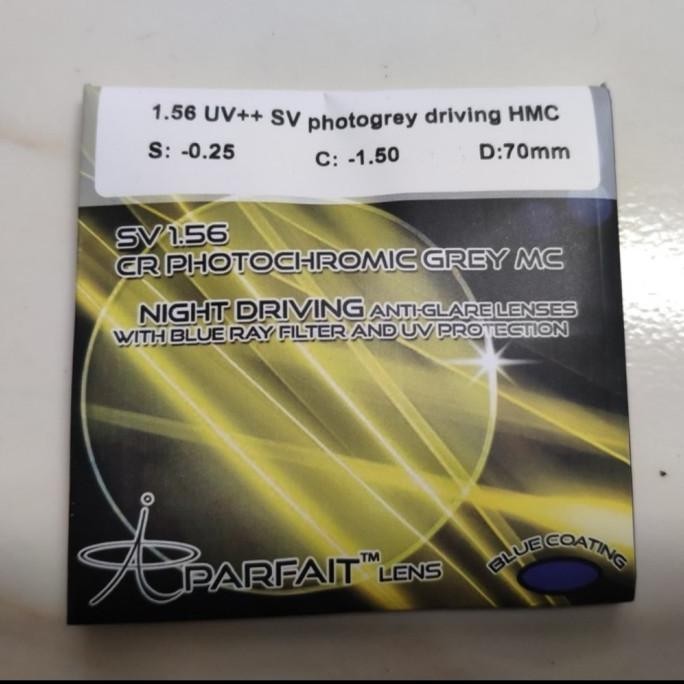 1.56 UV++ SV photogrey driving HMC
S: -0.25 C: -1.50 D:70mm
SV 1.56
CR PHOTOCHROMIC GREY MC
NIGHT DRIVING ANTI-GLARE LENSES
WITH BLUE RAY FILTER AND UV PROTECTION
PARFAIT™ LENS
BLUE COATING